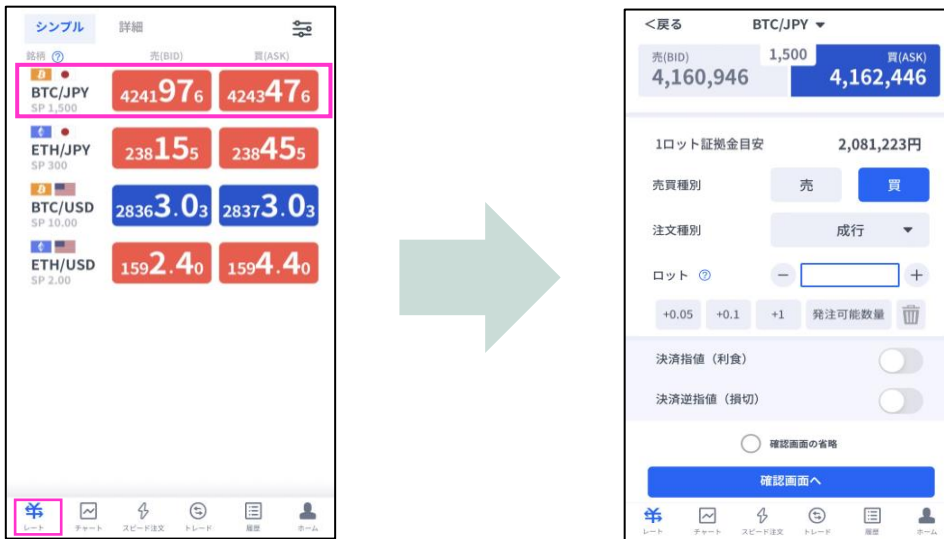 シンプル 詳細
銘柄 ? 売(BID) 買(ASK)
BTC/JPY 4241976 4243476
SP 1,500
ETH/JPY 238155 238455
SP 300
BTC/USD 28363.03 28373.03
SP 10.00
ETH/USD 1592.40 1594.40
SP 2.00
レート チャート スピード注文 トレード 履歴 ホーム
<戻る BTC/JPY
売(BID) 1,500 買(ASK)
4,160,946 4,162,446
1ロット証拠金目安 2,081,223円
売買種別 売 買
注文種別 成行
ロット ? − +
+0.05 +0.1 +1 発注可能数量
決済指値(利食)
決済逆指値(損切)
確認画面の省略
確認画面へ
レート チャート スピード注文 トレード 履歴 ホーム